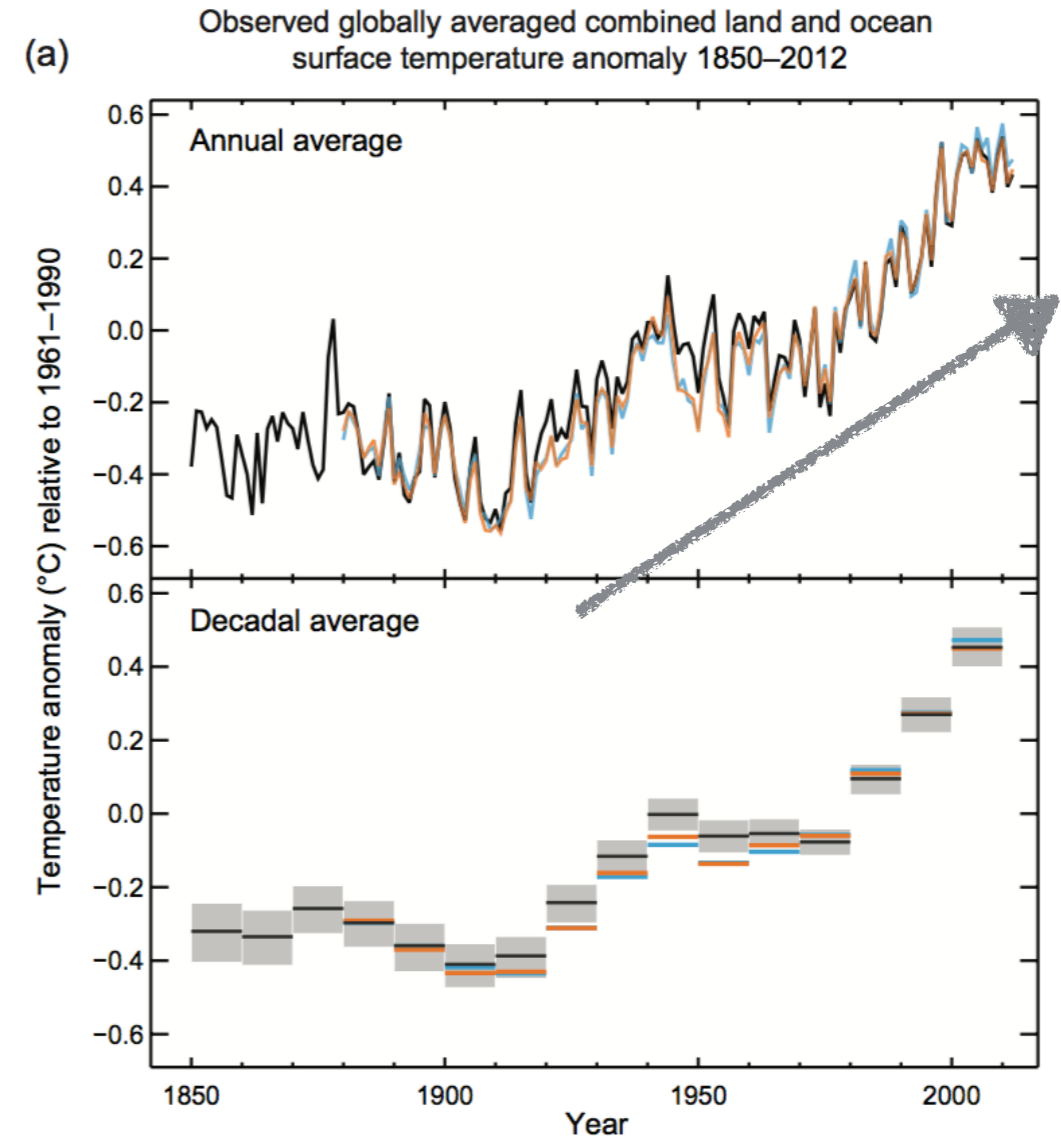 Observed globally averaged combined land and ocean
surface temperature anomaly 1850–2012
(a)
Annual average
0.6
0.4
0.2
0.0
−0.2
−0.4
−0.6
Temperature anomaly (°C) relative to 1961–1990
Decadal average
0.6
0.4
0.2
0.0
−0.2
−0.4
−0.6
1850 1900 1950 2000
Year